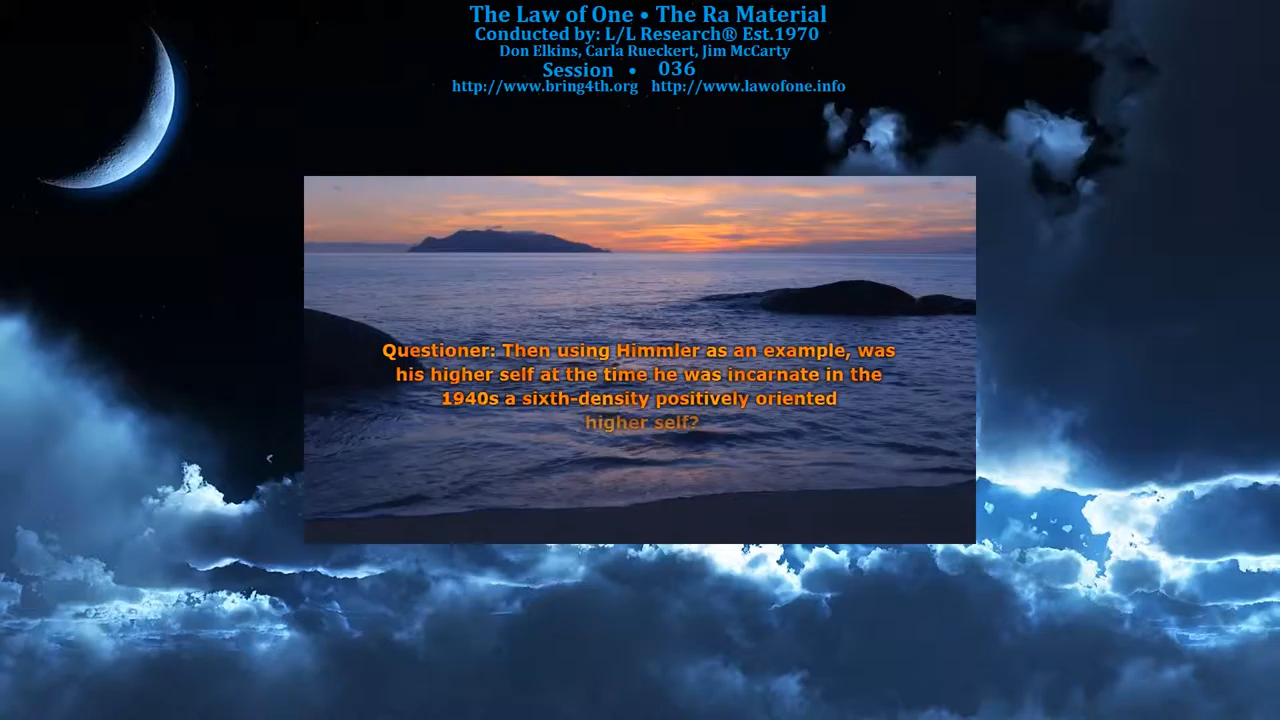 The Law of One • The Ra Material
Conducted by: L/L Research® Est.1970
Don Elkins, Carla Rueckert, Jim McCarty
Session • 036
http://www.bring4th.org http://www.lawofone.info
Questioner: Then using Himmler as an example, was
his higher self at the time he was incarnate in the
1940s a sixth-density positively oriented
higher self?